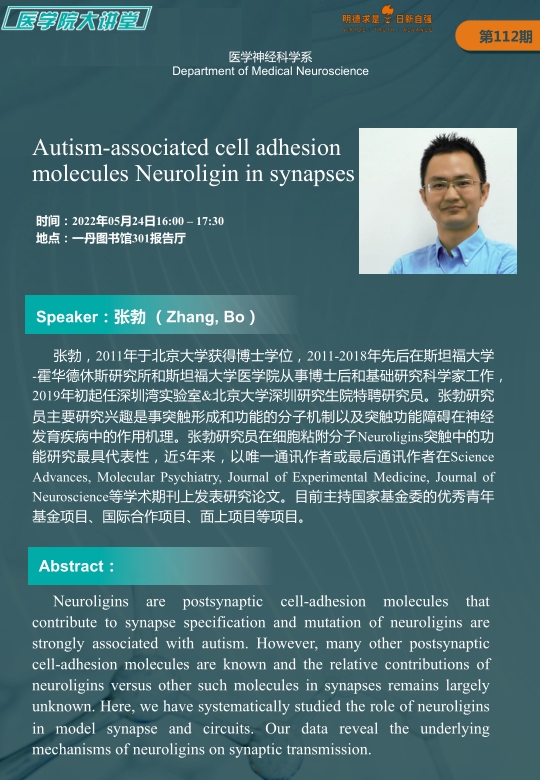 医学院大讲堂
明德求是 日新自强
第112期
医学神经科学系
Department of Medical Neuroscience
Autism-associated cell adhesion
molecules Neuroligin in synapses
时间：2022年05月24日16:00 – 17:30
地点：一丹图书馆301报告厅
Speaker：张勃 （Zhang, Bo）
张勃，2011年于北京大学获得博士学位，2011-2018年先后在斯坦福大学
-霍华德休斯研究所和斯坦福大学医学院从事博士后和基础研究科学家工作，
2019年初起任深圳湾实验室&北京大学深圳研究生院特聘研究员。张勃研究
员主要研究兴趣是事突触形成和功能的分子机制以及突触功能障碍在神经
发育疾病中的作用机理。张勃研究员在细胞粘附分子Neuroligins突触中的功
能研究最具代表性，近5年来，以唯一通讯作者或最后通讯作者在Science
Advances, Molecular Psychiatry, Journal of Experimental Medicine, Journal of
Neuroscience等学术期刊上发表研究论文。目前主持国家基金委的优秀青年
基金项目、国际合作项目、面上项目等项目。
Abstract：
Neuroligins are postsynaptic cell-adhesion molecules that
contribute to synapse specification and mutation of neuroligins are
strongly associated with autism. However, many other postsynaptic
cell-adhesion molecules are known and the relative contributions of
neuroligins versus other such molecules in synapses remains largely
unknown. Here, we have systematically studied the role of neuroligins
in model synapse and circuits. Our data reveal the underlying
mechanisms of neuroligins on synaptic transmission.